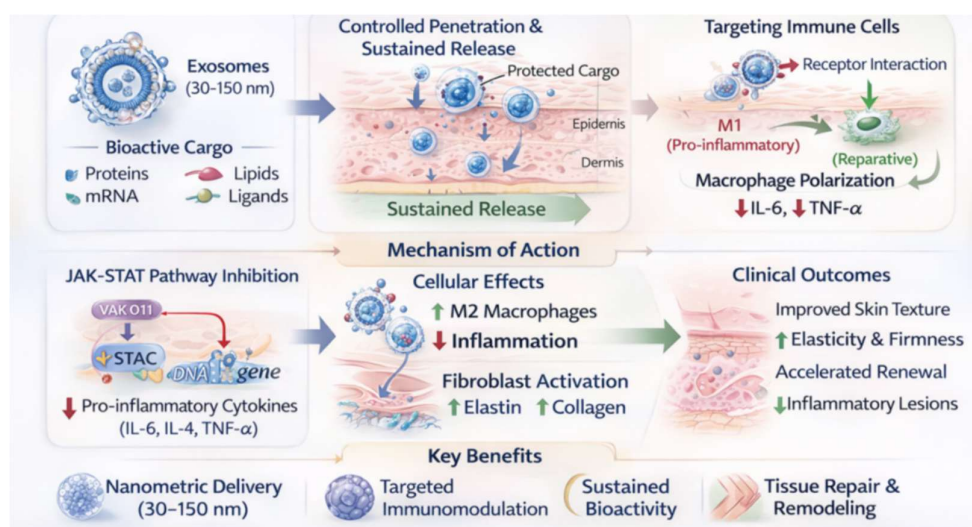 Controlled Penetration &
Sustained Release
Targeting Immune Cells
Exosomes
(30-150 nm)
Bioactive Cargo
Proteins
Lipids
mRNA
Ligands
Protected Cargo
Epidemis
Dermis
Sustained Release
Receptor Interaction
M1
(Pro-inflammatory)
(Reparative)
Macrophage Polarization
↓ IL-6, ↓ TNF-α
Mechanism of Action
JAK-STAT Pathway Inhibition
VAK O11
STAC
DNA gene
↓ Pro-inflammatory Cytokines
(IL-6, IL-4, TNF-α)
Cellular Effects
↑ M2 Macrophages
↓ Inflammation
Fibroblast Activation
↑ Elastin ↑ Collagen
Clinical Outcomes
Improved Skin Texture
↑ Elasticity & Firmness
Accelerated Renewal
↓ Inflammatory Lesions
Key Benefits
Nanometric Delivery
(30–150 nm)
Targeted
Immunomodulation
Sustained
Bioactivity
Tissue Repair &
Remodeling